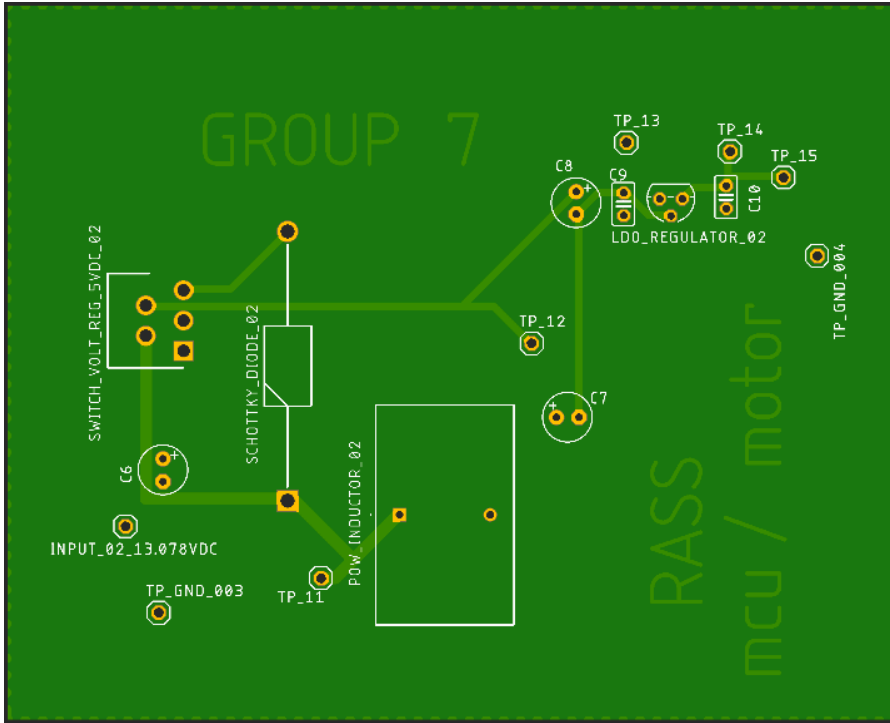 GROUP 7
TP_13
TP_14
TP_15
C8
C9
C10
LDO_REGULATOR_02
TP_GND_004
SWITCH_VOLT_REG_5VDC_02
SCHOTTKY_DIODE_02
TP_12
C7
C6
POW_INDUCTOR_02
INPUT_02_13.078VDC
TP_11
TP_GND_003
RASS
mcu / motor